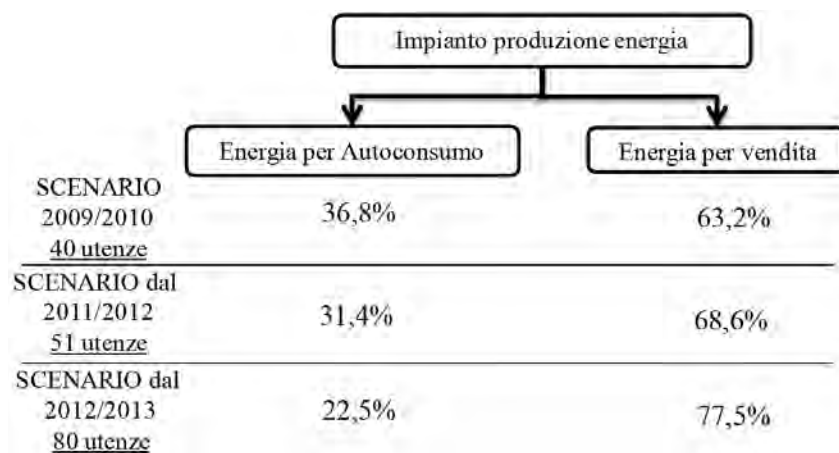 Impianto produzione energia
Energia per Autoconsumo
Energia per vendita
SCENARIO
2009/2010
40 utenze
36,8%
63,2%
SCENARIO dal
2011/2012
51 utenze
31,4%
68,6%
SCENARIO dal
2012/2013
80 utenze
22,5%
77,5%